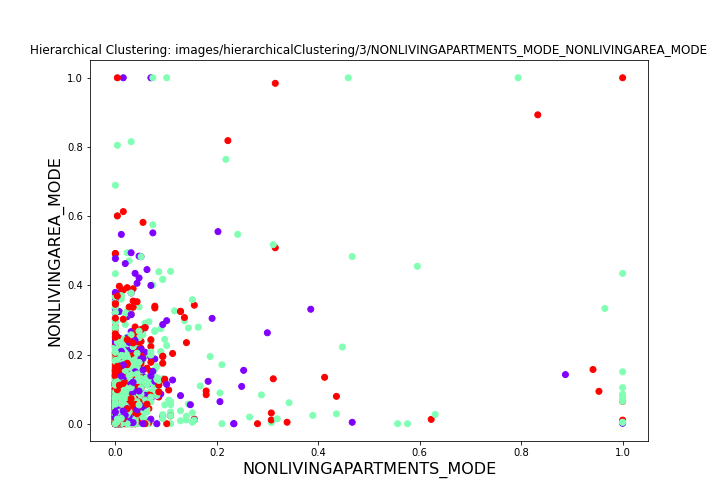 Hierarchical Clustering: images/hierarchicalClustering/3/NONLIVINGAPARTMENTS_MODE_NONLIVINGAREA_MODE
1.0
0.8
0.6
0.4
0.2
0.0
NONLIVINGAREA_MODE
0.0 0.2 0.4 0.6 0.8 1.0
NONLIVINGAPARTMENTS_MODE